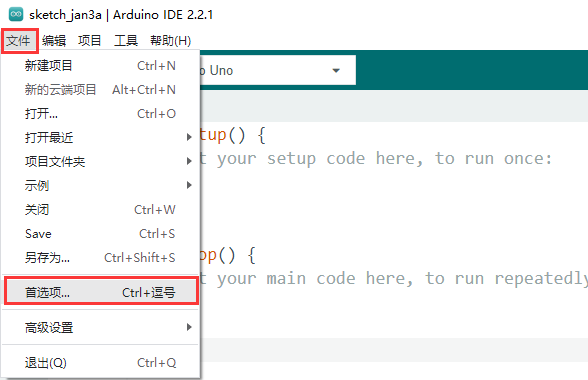 sketch_jan3a | Arduino IDE 2.2.1
文件 编辑 项目 工具 帮助(H)
新建项目 Ctrl+N
新的云端项目 Alt+Ctrl+N
打开... Ctrl+O
打开最近
项目文件夹
示例
关闭 Ctrl+W
Save Ctrl+S
另存为... Ctrl+Shift+S
首选项... Ctrl+逗号
高级设置
退出(Q) Ctrl+Q
o Uno
tup() {
t your setup code here, to run once:
op() {
t your main code here, to run repeatedly